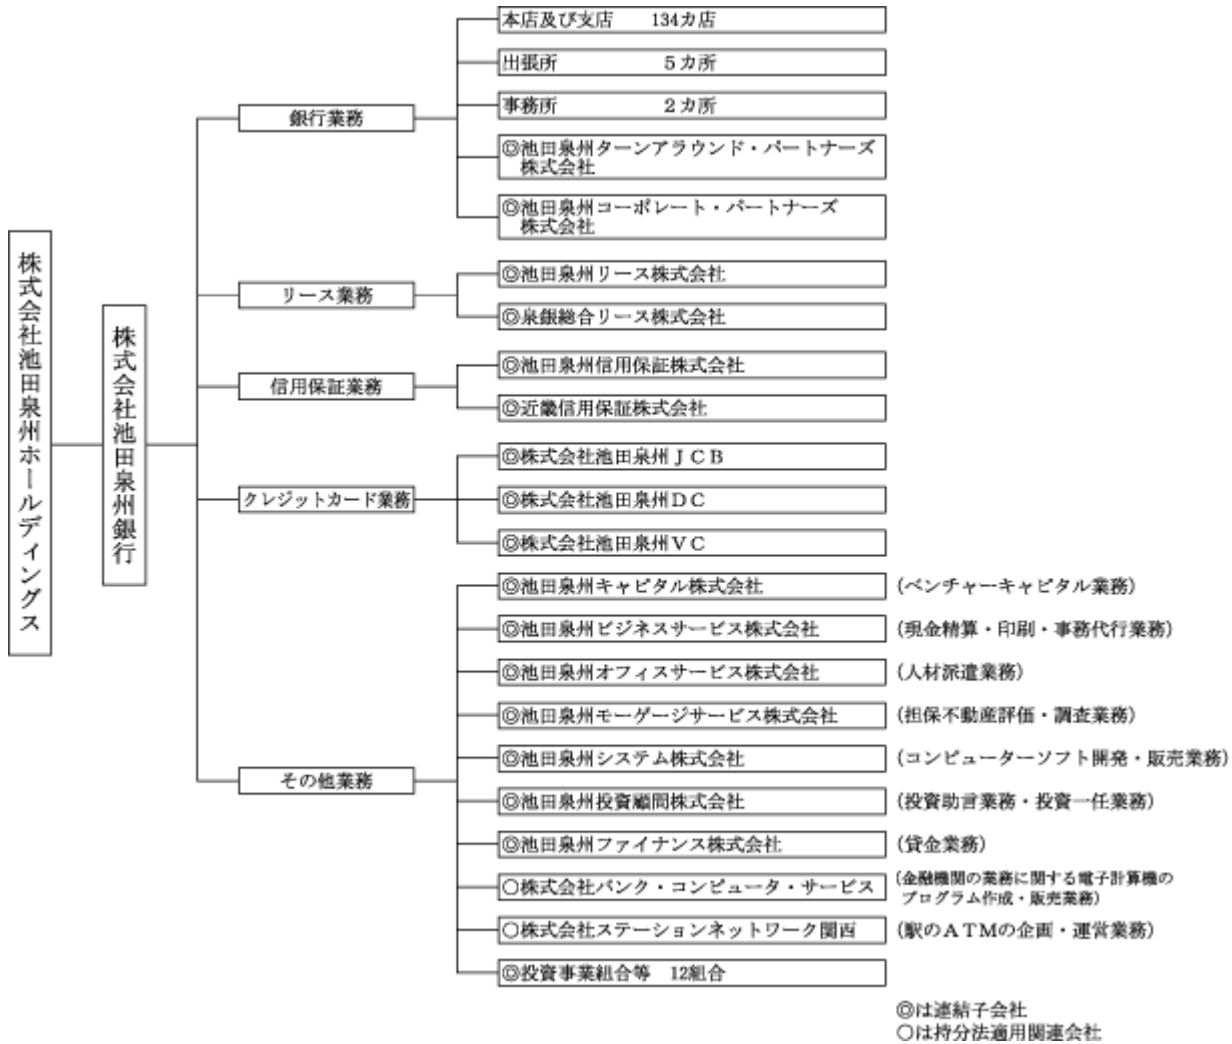 株式会社池田泉州ホールディングス
株式会社池田泉州銀行
銀行業務
本店及び支店 134カ店
出張所 5カ所
事務所 2カ所
◎池田泉州ターンアラウンド・パートナーズ
株式会社
◎池田泉州コーポレート・パートナーズ
株式会社
リース業務
◎池田泉州リース株式会社
◎泉銀総合リース株式会社
信用保証業務
◎池田泉州信用保証株式会社
◎近畿信用保証株式会社
クレジットカード業務
◎株式会社池田泉州JCB
◎株式会社池田泉州DC
◎株式会社池田泉州VC
その他業務
◎池田泉州キャピタル株式会社 (ベンチャーキャピタル業務)
◎池田泉州ビジネスサービス株式会社 (現金精算・印刷・事務代行業務)
◎池田泉州オフィスサービス株式会社 (人材派遣業務)
◎池田泉州モーゲージサービス株式会社 (担保不動産評価・調査業務)
◎池田泉州システム株式会社 (コンピューターソフト開発・販売業務)
◎池田泉州投資顧問株式会社 (投資助言業務・投資一任業務)
◎池田泉州ファイナンス株式会社 (貸金業務)
○株式会社バンク・コンピュータ・サービス (金融機関の業務に関する電子計算機の
プログラム作成・販売業務)
○株式会社ステーションネットワーク関西 (駅のATMの企画・運営業務)
◎投資事業組合等 12組合
◎は連結子会社
○は持分法適用関連会社